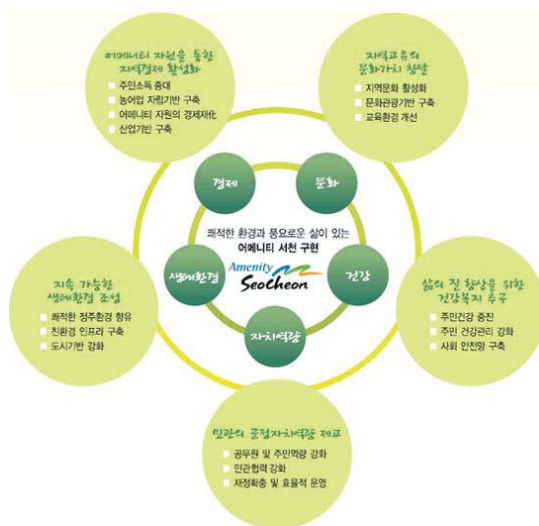 어메니티 자원을 통한
지역경제 활성화
주민소득 증대
농어업 자립기반 구축
어메니티 자원의 경제재化
산업기반 구축
지역고유의
문화가치 창달
지역문화 활성화
문화관광기반 구축
교육환경 개선
경제
문화
쾌적한 환경과 풍요로운 삶이 있는
어메니티 서천 구현
Amenity
SeoCheon
생태환경
건강
자치역량
지속 가능한
생태환경 조성
쾌적한 정주환경 향유
친환경 인프라 구축
도시기반 강화
삶의 질 향상을 위한
건강복지 추구
주민건강 증진
주민 건강관리 강화
사회 안전망 구축
민관의 군정자치역량 제고
공무원 및 주민역량 강화
민관협력 강화
재정확충 및 효율적 운영